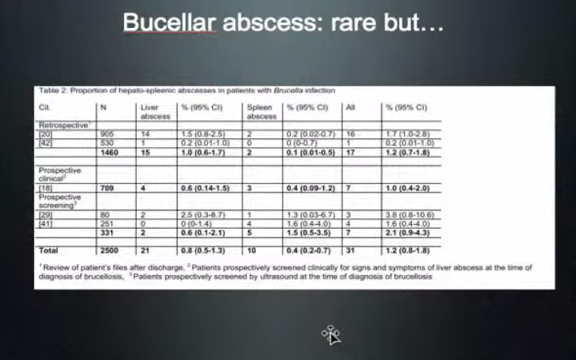 Bucellar abscess: rare but…
Table 2: Proportion of hepato-spleenic abscesses in patients with Brucella infection
Cit. N Liver abscess % (95% CI) Spleen abscess % (95% CI) All % (95% CI)
Retrospective¹
[20] 905 14 1.5 (0.8-2.5) 2 0.2 (0.02-0.7) 16 1.7 (1.0-2.8)
[42] 530 1 0.2 (0.01-1.0) 0 0 (0-0.7) 1 0.2 (0.01-1.0)
1460 15 1.0 (0.6-1.7) 2 0.1 (0.01-0.5) 17 1.2 (0.7-1.8)
Prospective clinical²
[18] 709 4 0.6 (0.14-1.5) 3 0.4 (0.09-1.2) 7 1.0 (0.4-2.0)
Prospective screening³
[29] 80 2 2.5 (0.3-8.7) 1 1.3 (0.03-6.7) 3 3.8 (0.8-10.6)
[41] 251 0 0 (0-1.4) 4 1.6 (0.4-4.0) 4 1.6 (0.4-4.0)
331 2 0.6 (0.1-2.1) 5 1.5 (0.5-3.5) 7 2.1 (0.9-4.3)
Total 2500 21 0.8 (0.5-1.3) 10 0.4 (0.2-0.7) 31 1.2 (0.8-1.8)
¹ Review of patient's files after discharge, ² Patients prospectively screened clinically for signs and symptoms of liver abscess at the time of
diagnosis of brucellosis, ³ Patients prospectively screened by ultrasound at the time of diagnosis of brucellosis